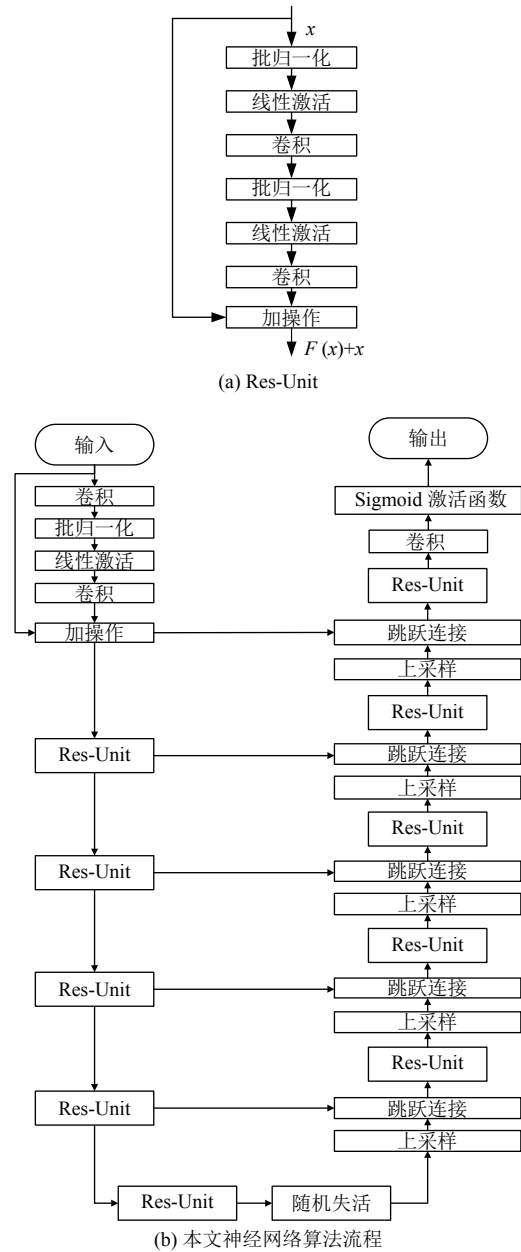 x
批归一化
线性激活
卷积
批归一化
线性激活
卷积
加操作
F (x)+x
(a) Res-Unit
输入
卷积
批归一化
线性激活
卷积
加操作
Res-Unit
Res-Unit
Res-Unit
Res-Unit
Res-Unit
随机失活
输出
Sigmoid 激活函数
卷积
Res-Unit
跳跃连接
上采样
Res-Unit
跳跃连接
上采样
Res-Unit
跳跃连接
上采样
Res-Unit
跳跃连接
上采样
Res-Unit
跳跃连接
上采样
(b) 本文神经网络算法流程